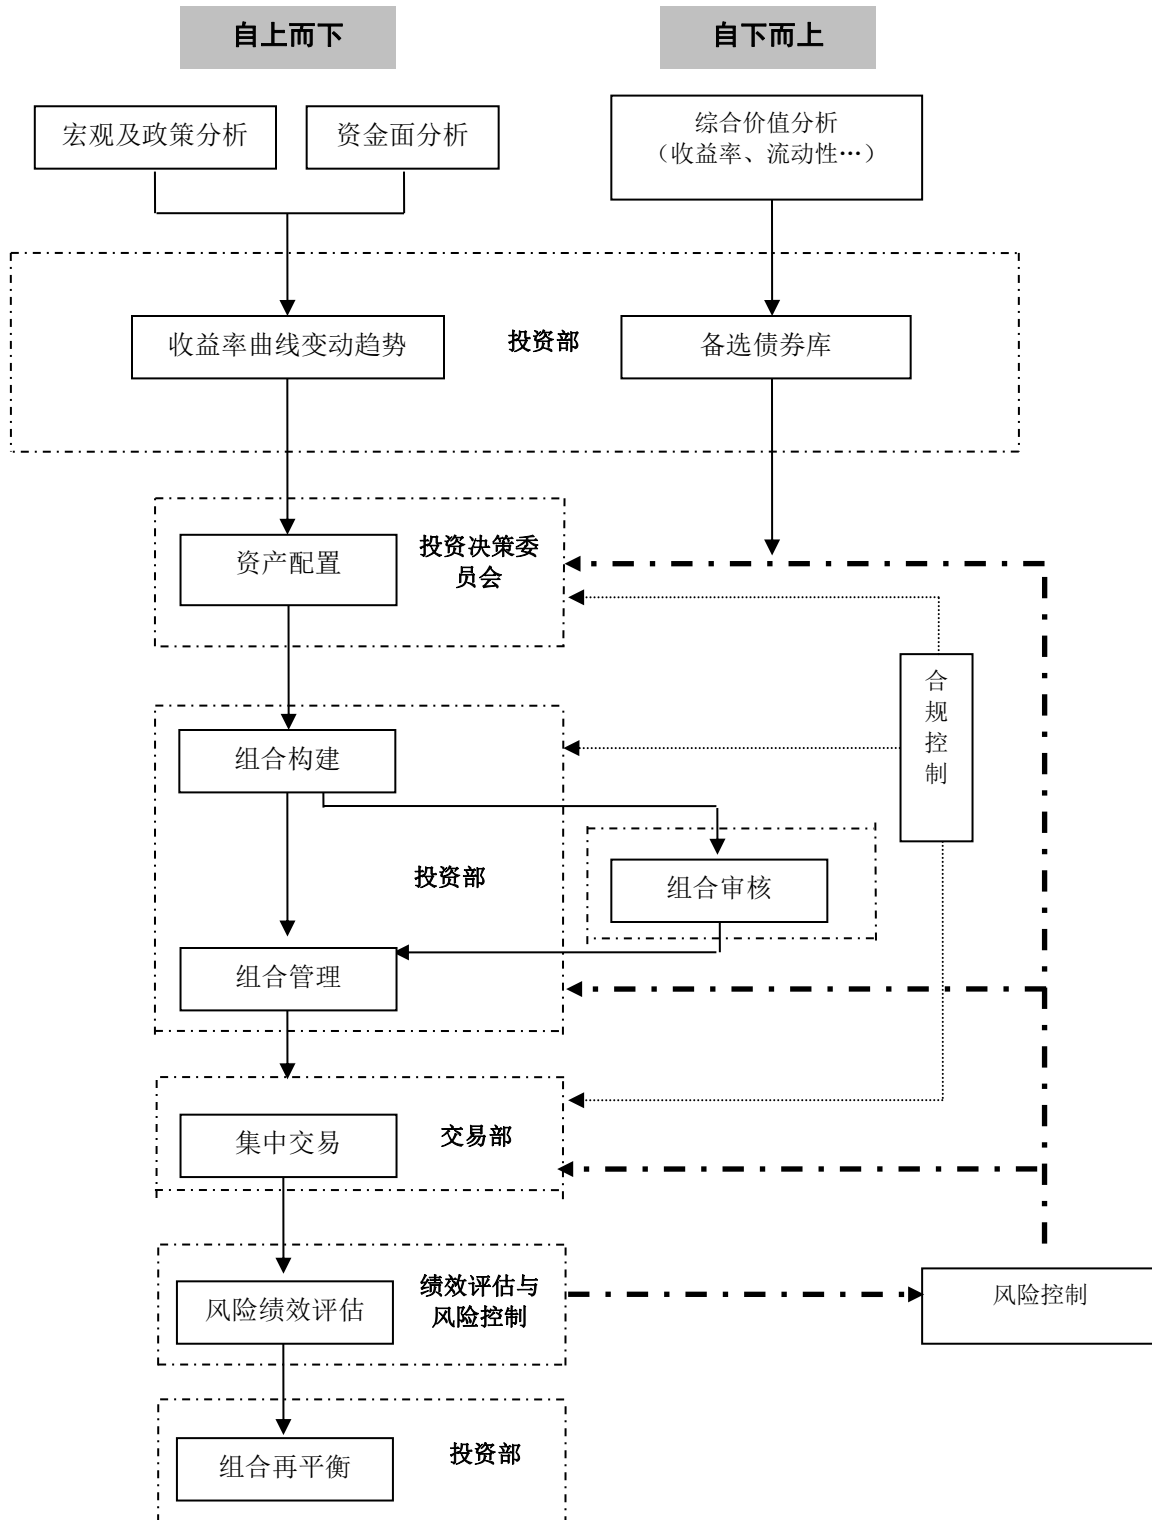 自上而下
自下而上
宏观及政策分析
资金面分析
综合价值分析
（收益率、流动性…）
收益率曲线变动趋势
投资部
备选债券库
资产配置
投资决策委
员会
合
规
控
制
组合构建
投资部
组合审核
组合管理
集中交易
交易部
风险绩效评估
绩效评估与
风险控制
风险控制
组合再平衡
投资部